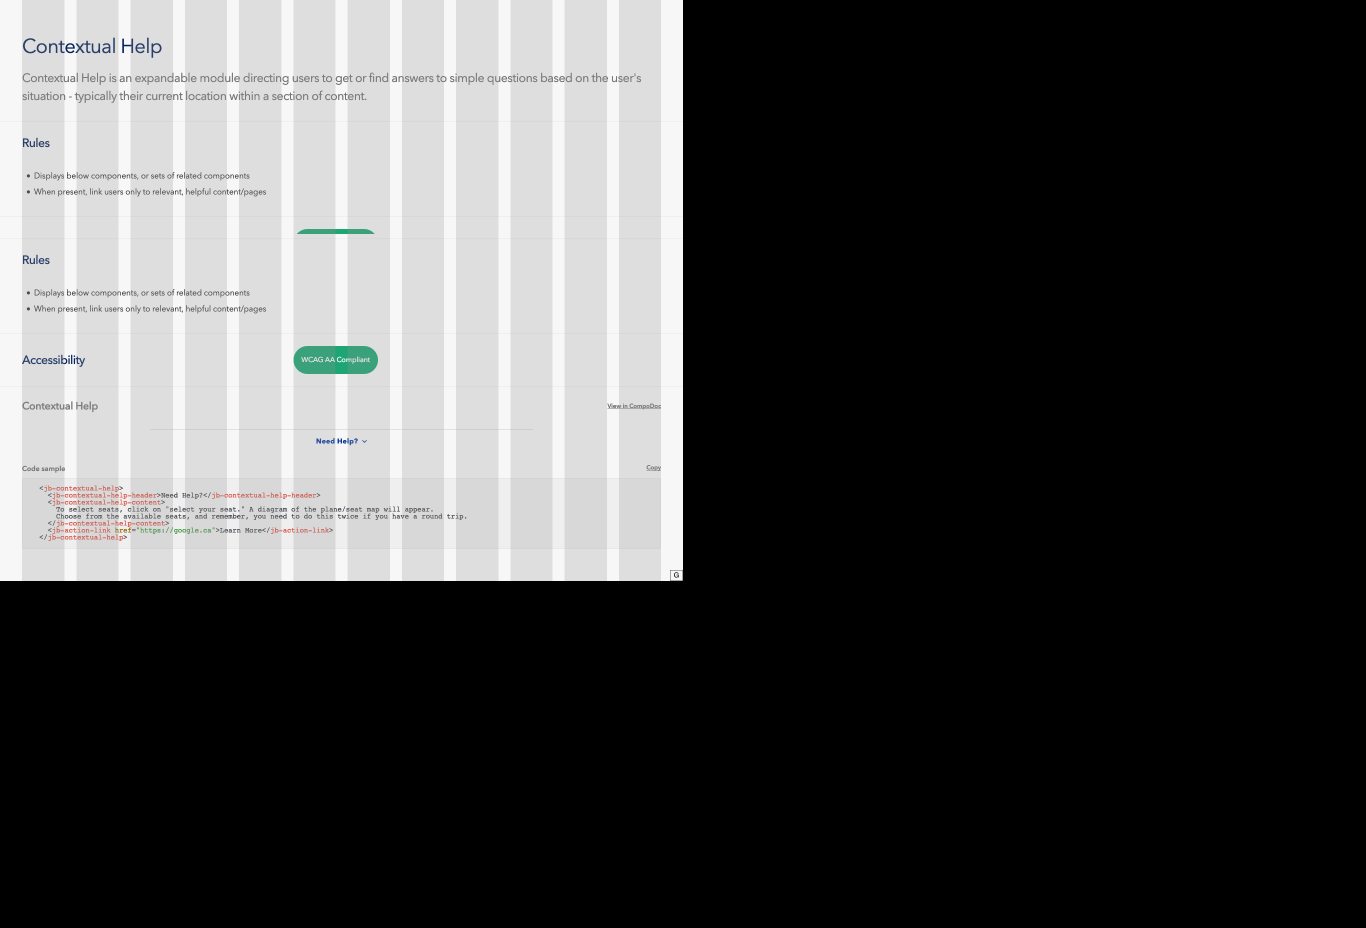 Contextual Help
Contextual Help is an expandable module directing users to get or find answers to simple questions based on the user's
situation - typically their current location within a section of content.
Rules
• Displays below components, or sets of related components
• When present, link users only to relevant, helpful content/pages
Rules
• Displays below components, or sets of related components
• When present, link users only to relevant, helpful content/pages
Accessibility
WCAG AA Compliant
Contextual Help
View in CompoDoc
Need Help?
Code sample
Copy
<jb-contextual-help>
<jb-contextual-help-header>Need Help?</jb-contextual-help-header>
<jb-contextual-help-content>
To select seats, click on "select your seat." A diagram of the plane/seat map will appear.
Choose from the available seats, and remember, you need to do this twice if you have a round trip.
</jb-contextual-help-content>
<jb-action-link href="https://google.ca">Learn More</jb-action-link>
</jb-contextual-help>
G